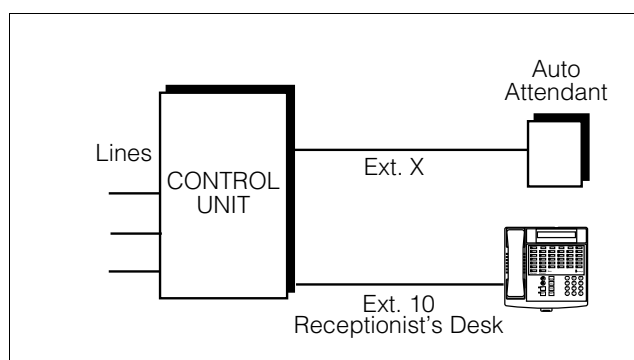 Auto
Attendant
Lines
CONTROL
UNIT
Ext. X
Ext. 10
Receptionist's Desk